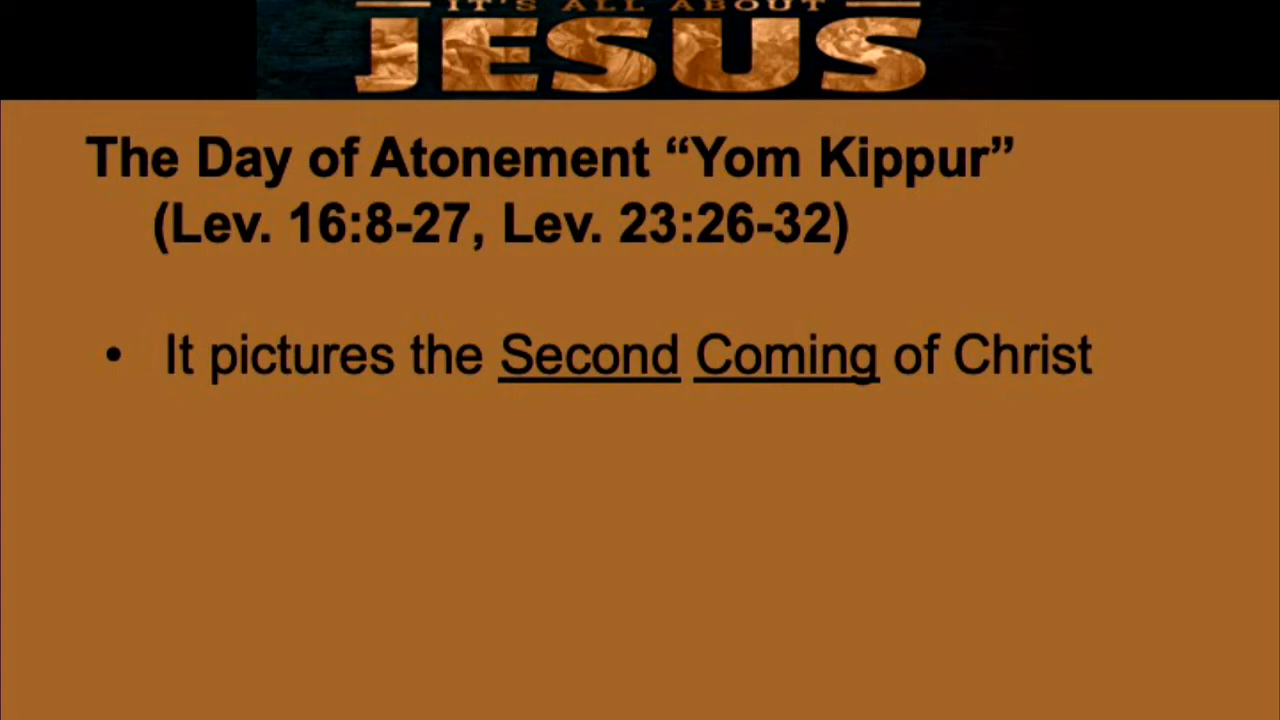 IT'S ALL ABOUT
JESUS
The Day of Atonement “Yom Kippur”
(Lev. 16:8-27, Lev. 23:26-32)
• It pictures the Second Coming of Christ